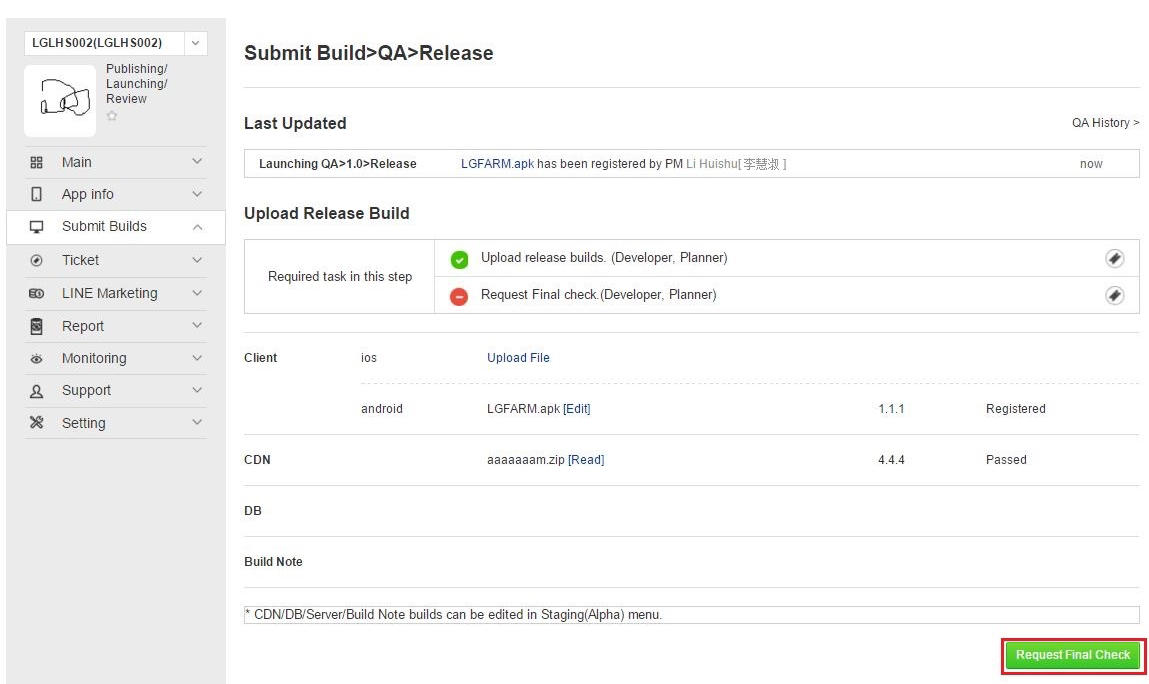 LGLHS002(LGLHS002)
Publishing/
Launching/
Review
Main
App info
Submit Builds
Ticket
LINE Marketing
Report
Monitoring
Support
Setting
Submit Build>QA>Release
Last Updated
QA History >
Launching QA>1.0>Release LGFARM.apk has been registered by PM Li Huishu[ 李慧淑 ] now
Upload Release Build
Required task in this step
Upload release builds. (Developer, Planner)
Request Final check.(Developer, Planner)
Client ios Upload File
android LGFARM.apk [Edit] 1.1.1 Registered
CDN aaaaaaam.zip [Read] 4.4.4 Passed
DB
Build Note
* CDN/DB/Server/Build Note builds can be edited in Staging(Alpha) menu.
Request Final Check